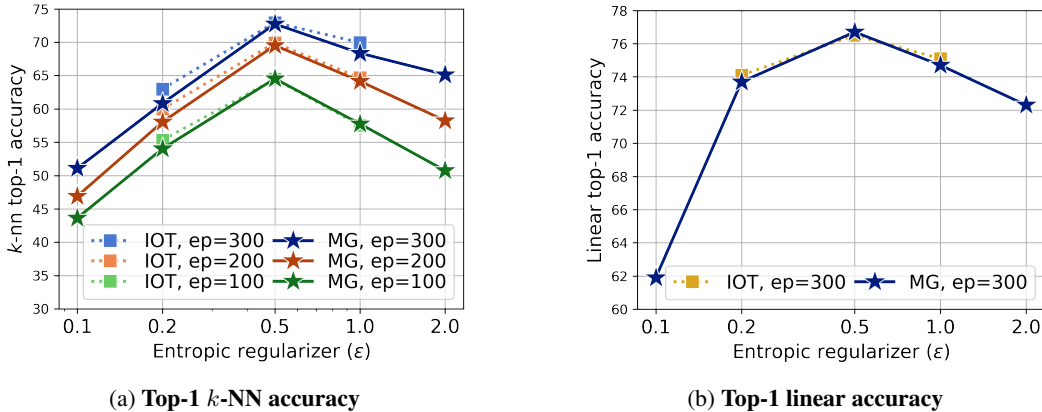 75
70
65
60
55
50
45
40
35
30
k-nn top-1 accuracy
IOT, ep=300 MG, ep=300
IOT, ep=200 MG, ep=200
IOT, ep=100 MG, ep=100
0.1 0.2 0.5 1.0 2.0
Entropic regularizer (ε)
(a) Top-1 k-NN accuracy
78
76
74
72
70
68
66
64
62
60
Linear top-1 accuracy
IOT, ep=300 MG, ep=300
0.1 0.2 0.5 1.0 2.0
Entropic regularizer (ε)
(b) Top-1 linear accuracy